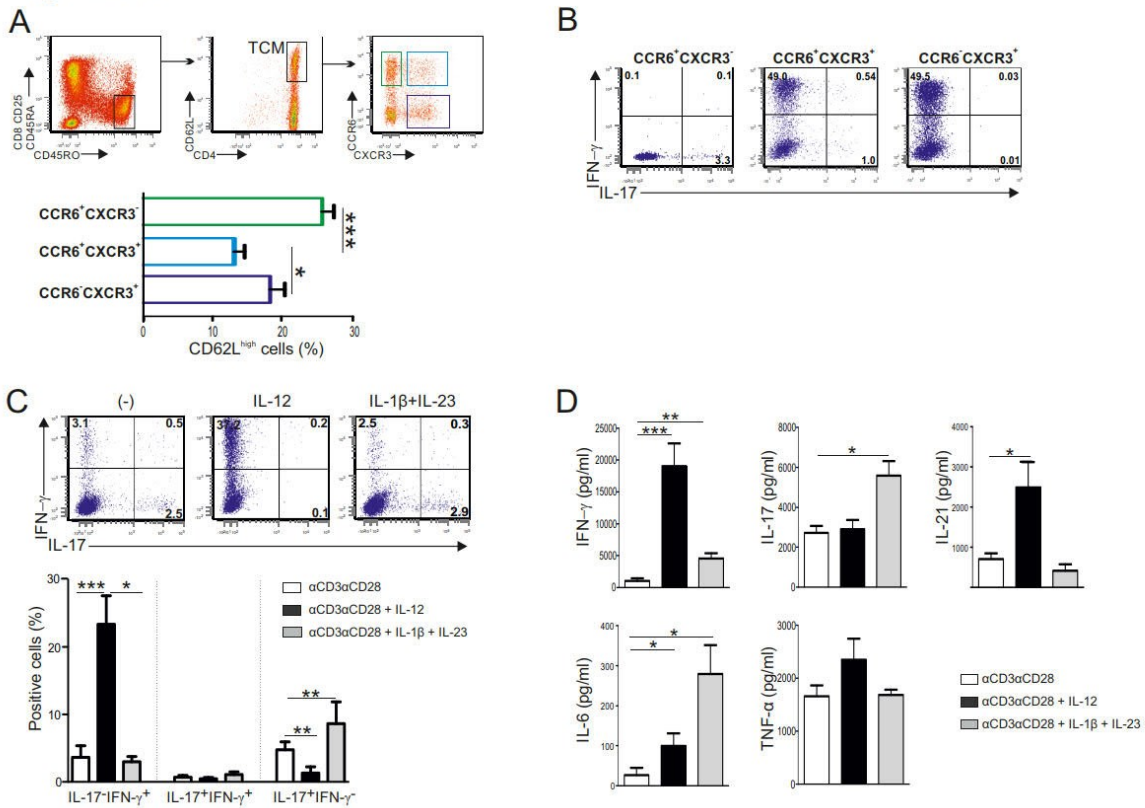 A
TCM
CD8 CD25
CD45RA
CD45RO
CD62L
CD4
CCR6
CXCR3
CCR6+CXCR3-
CCR6+CXCR3+
CCR6-CXCR3+
***
*
0
10
20
30
CD62Lhigh cells (%)
B
CCR6+CXCR3-
CCR6+CXCR3+
CCR6-CXCR3+
0.1
0.1
3.3
49.0
0.54
1.0
49.5
0.03
0.01
IFN-γ
IL-17
C
(-)
IL-12
IL-1β+IL-23
3.1
0.5
2.5
37.2
0.2
0.1
2.5
0.3
2.9
IFN-γ
IL-17
Positive cells (%)
30
20
10
0
***
*
**
**
αCD3αCD28
αCD3αCD28 + IL-12
αCD3αCD28 + IL-1β + IL-23
IL-17-IFN-γ+
IL-17+IFN-γ+
IL-17+IFN-γ-
D
IFN-γ (pg/ml)
25000
20000
15000
10000
5000
0
**
***
IL-17 (pg/ml)
8000
6000
4000
2000
0
*
IL-21 (pg/ml)
4000
3000
2000
1000
*
IL-6 (pg/ml)
400
300
200
100
0
*
*
TNF-α (pg/ml)
3000
2000
1000
0
αCD3αCD28
αCD3αCD28 + IL-12
αCD3αCD28 + IL-1β + IL-23